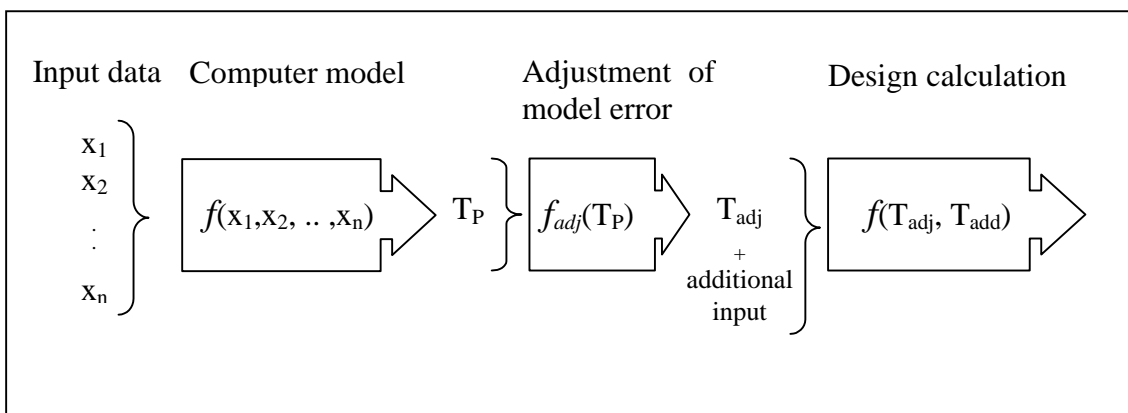 Input data
Computer model
Adjustment of
model error
Design calculation
x1
x2
:
xn
f(x1,x2, .. ,xn)
TP
fadj(TP)
Tadj
+
additional
input
f(Tadj, Tadd)